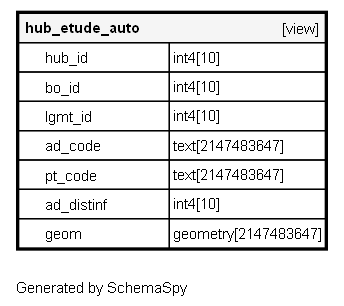 hub_etude_auto [view]
hub_id int4[10]
bo_id int4[10]
lgmt_id int4[10]
ad_code text[2147483647]
pt_code text[2147483647]
ad_distinf int4[10]
geom geometry[2147483647]
Generated by SchemaSpy